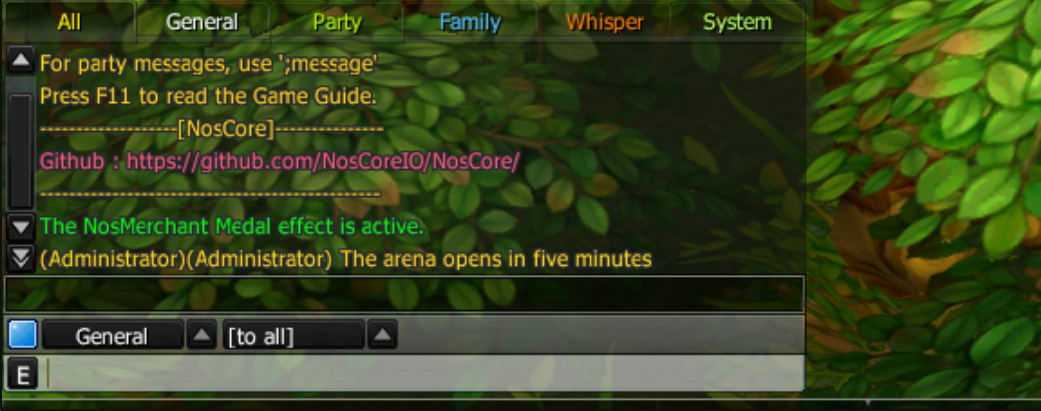 All General Party Family Whisper System
For party messages, use ';message'
Press F11 to read the Game Guide.
-------------------[NosCore]---------------
Github : https://github.com/NosCoreIO/NosCore/
-----------------------------------------------
The NosMerchant Medal effect is active.
(Administrator)(Administrator) The arena opens in five minutes
General [to all]
E